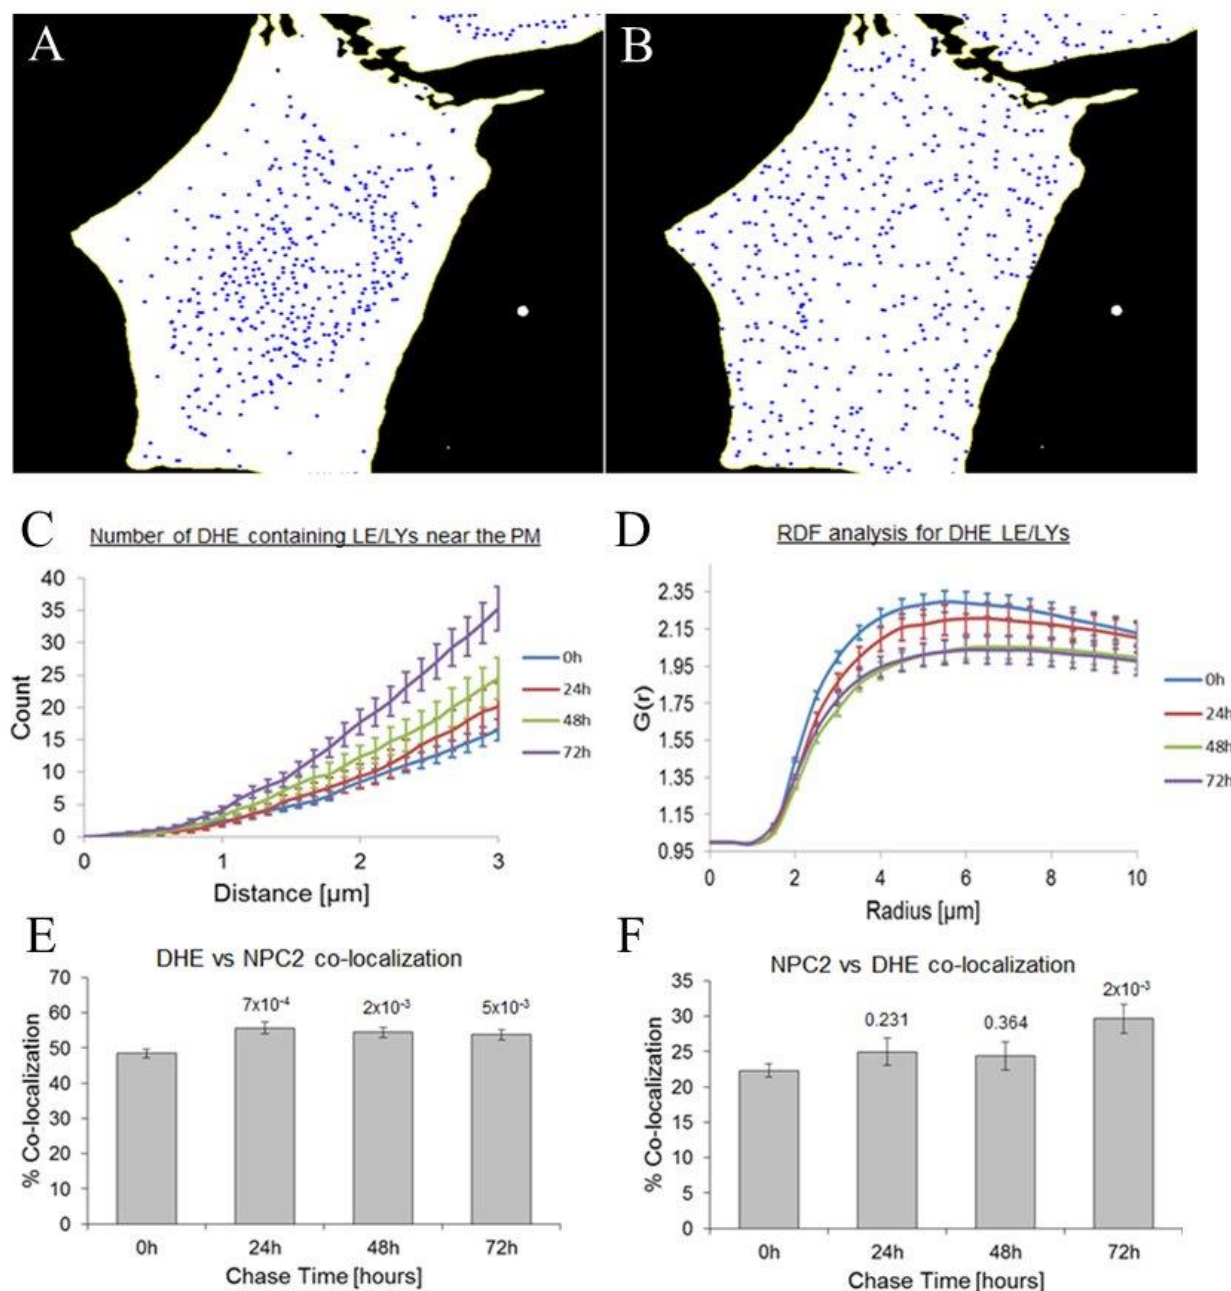 A
B
C
Number of DHE containing LE/LYs near the PM
40
35
30
25
20
15
10
5
0
Count
0
1
2
3
Distance [µm]
0h
24h
48h
72h
D
RDF analysis for DHE LE/LYs
2.35
2.15
1.95
1.75
1.55
1.35
1.15
0.95
G(r)
0
2
4
6
8
10
Radius [µm]
0h
24h
48h
72h
E
DHE vs NPC2 co-localization
70
60
50
40
30
20
10
0
% Co-localization
7x10⁻⁴
2x10⁻³
5x10⁻³
0h
24h
48h
72h
Chase Time [hours]
F
NPC2 vs DHE co-localization
35
30
25
20
15
10
5
0
% Co-localization
0.231
0.364
2x10⁻³
0h
24h
48h
72h
Chase Time [hours]